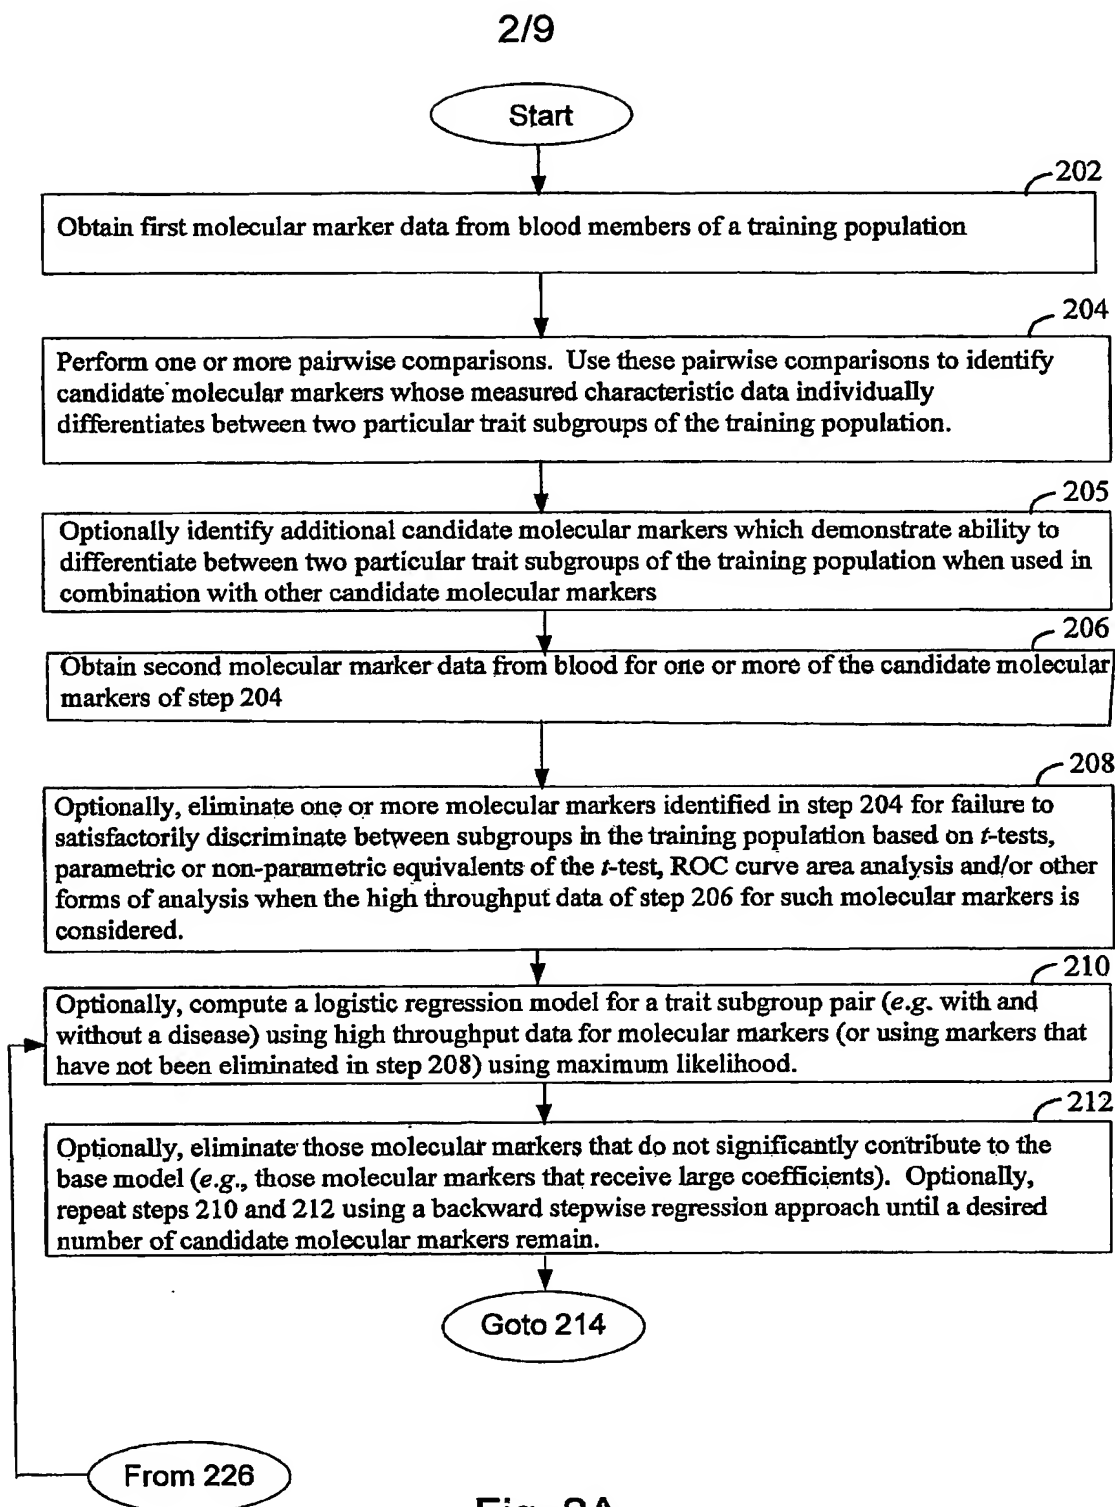 2/9
Start
202
Obtain first molecular marker data from blood members of a training population
204
Perform one or more pairwise comparisons. Use these pairwise comparisons to identify
candidate molecular markers whose measured characteristic data individually
differentiates between two particular trait subgroups of the training population.
205
Optionally identify additional candidate molecular markers which demonstrate ability to
differentiate between two particular trait subgroups of the training population when used in
combination with other candidate molecular markers
206
Obtain second molecular marker data from blood for one or more of the candidate molecular
markers of step 204
208
Optionally, eliminate one or more molecular markers identified in step 204 for failure to
satisfactorily discriminate between subgroups in the training population based on t-tests,
parametric or non-parametric equivalents of the t-test, ROC curve area analysis and/or other
forms of analysis when the high throughput data of step 206 for such molecular markers is
considered.
210
Optionally, compute a logistic regression model for a trait subgroup pair (e.g. with and
without a disease) using high throughput data for molecular markers (or using markers that
have not been eliminated in step 208) using maximum likelihood.
212
Optionally, eliminate those molecular markers that do not significantly contribute to the
base model (e.g., those molecular markers that receive large coefficients). Optionally,
repeat steps 210 and 212 using a backward stepwise regression approach until a desired
number of candidate molecular markers remain.
Goto 214
From 226